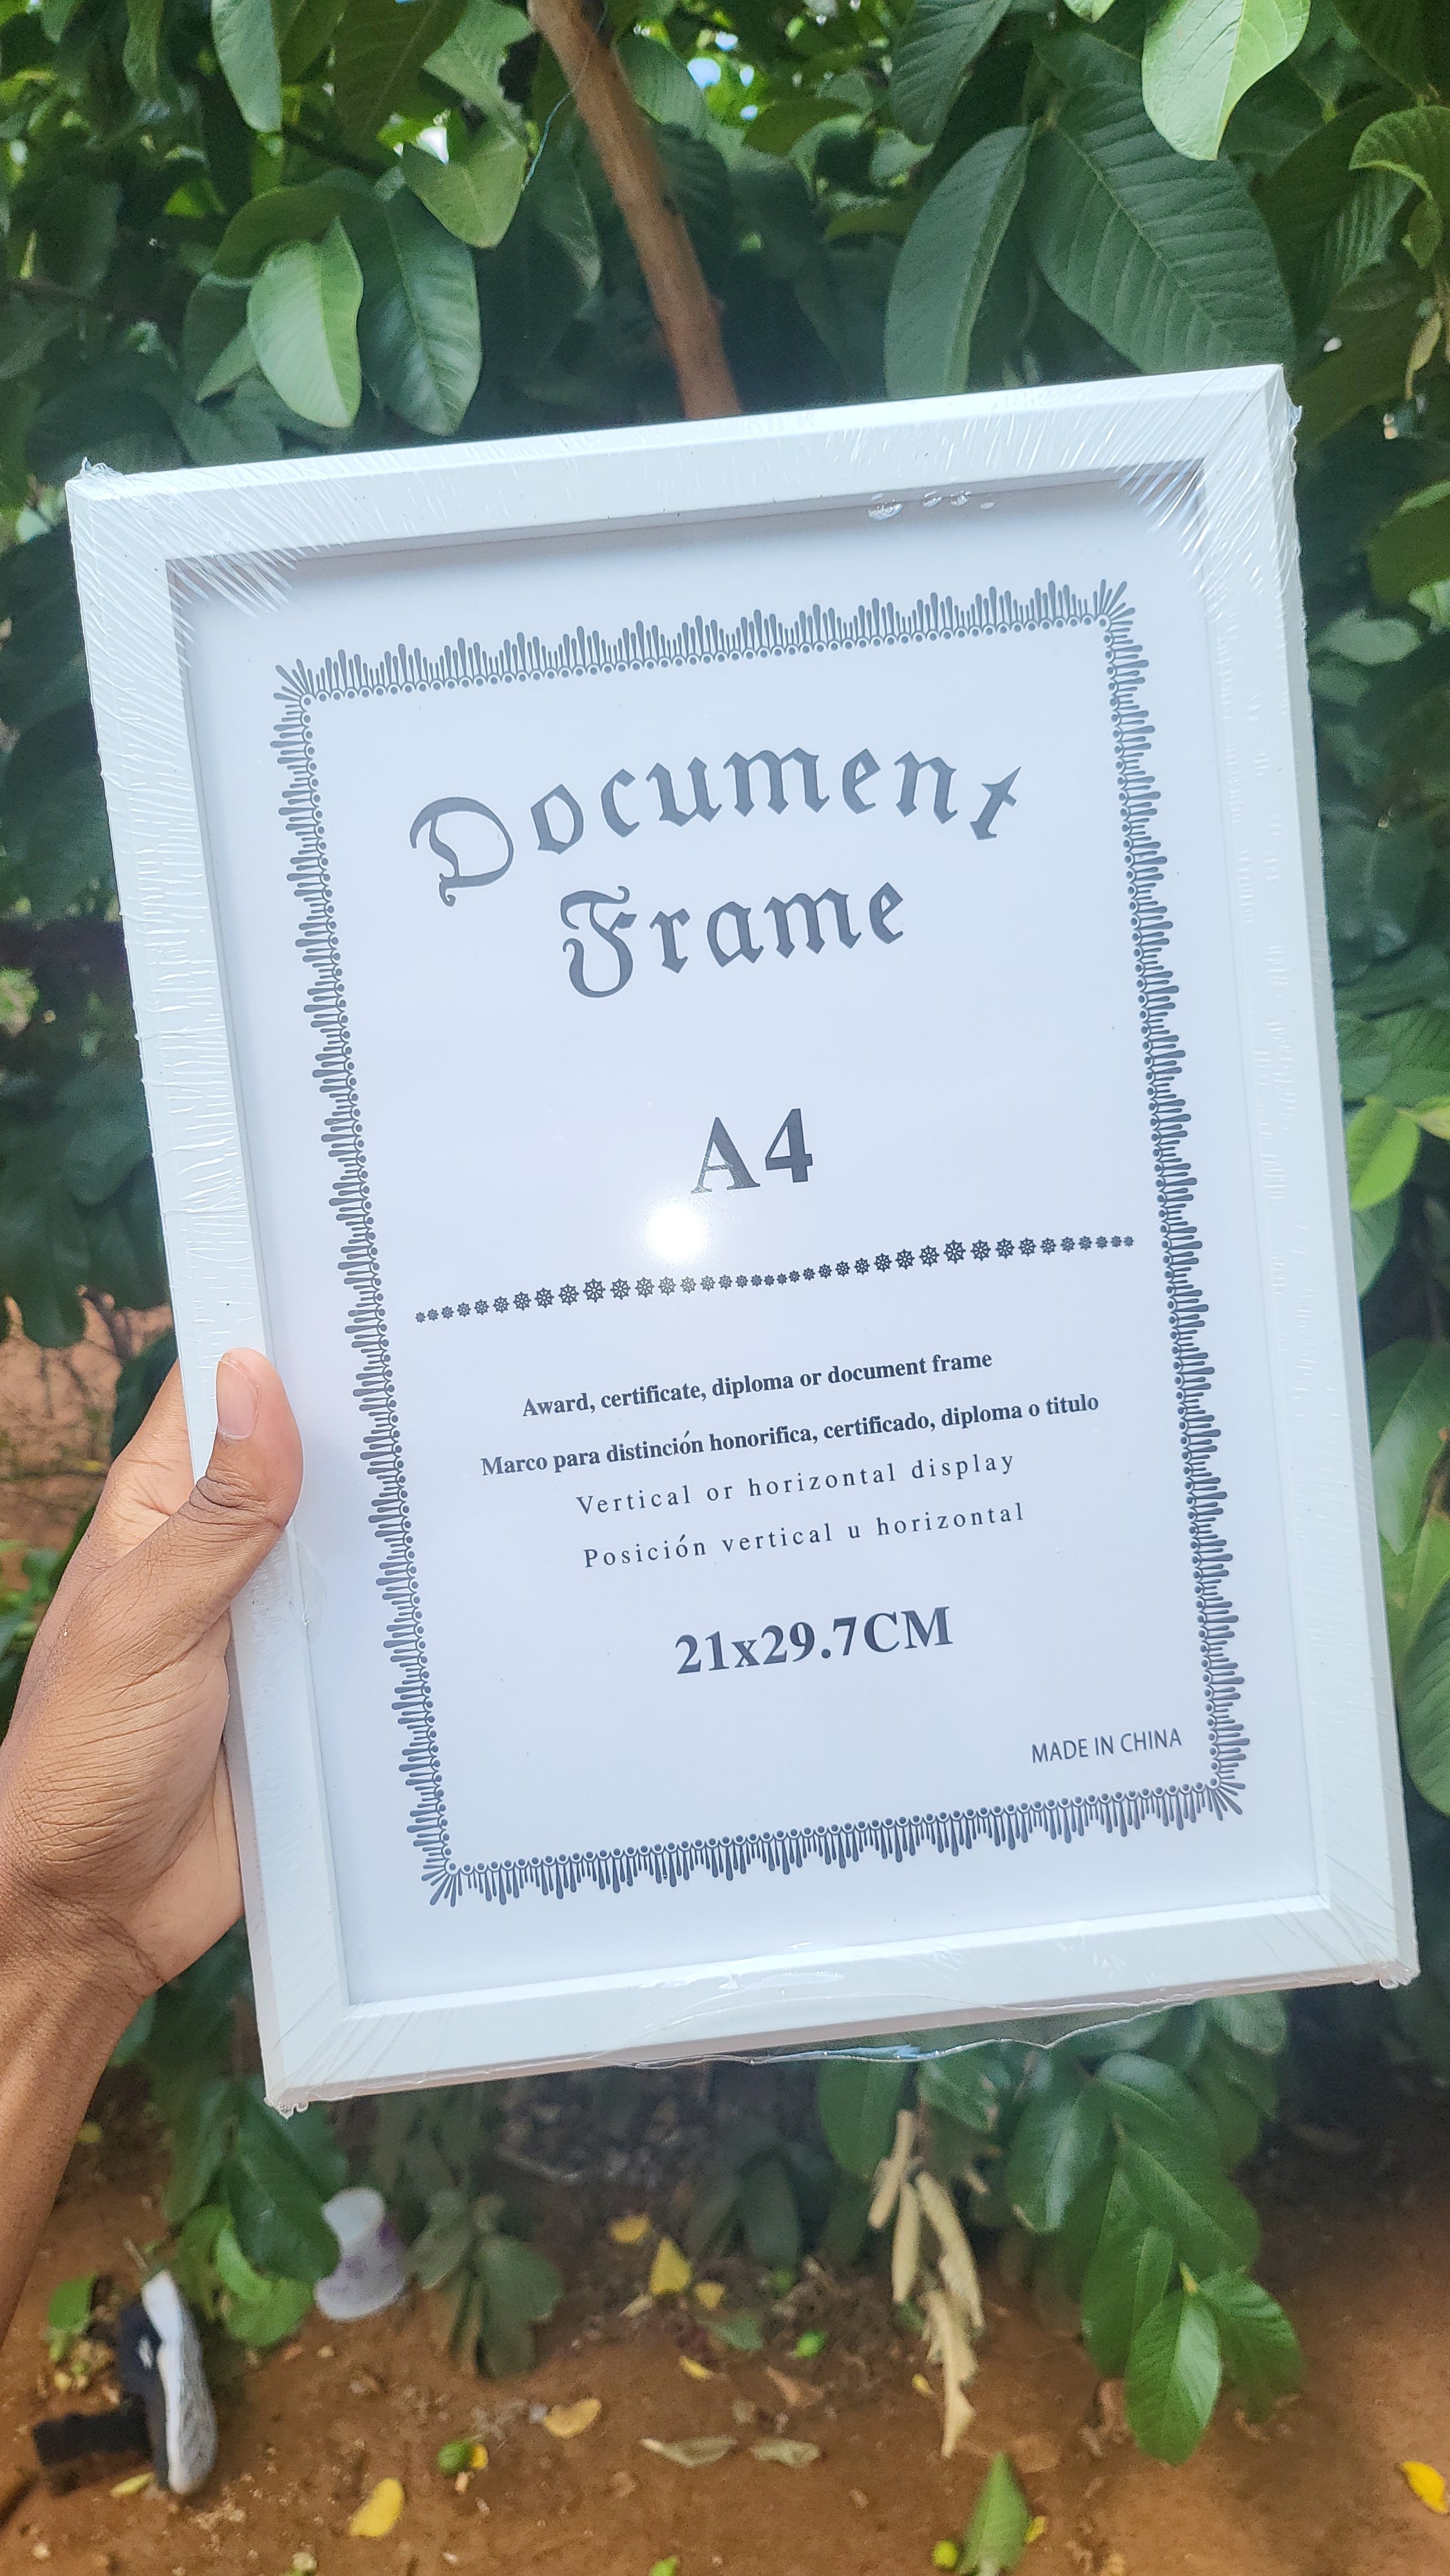 Document
Frame
A4
Award, certificate, diploma or document frame
Marco para distinción honorifica, certificado, diploma o titulo
Vertical or horizontal display
Posición vertical u horizontal
21x29.7CM
MADE IN CHINA